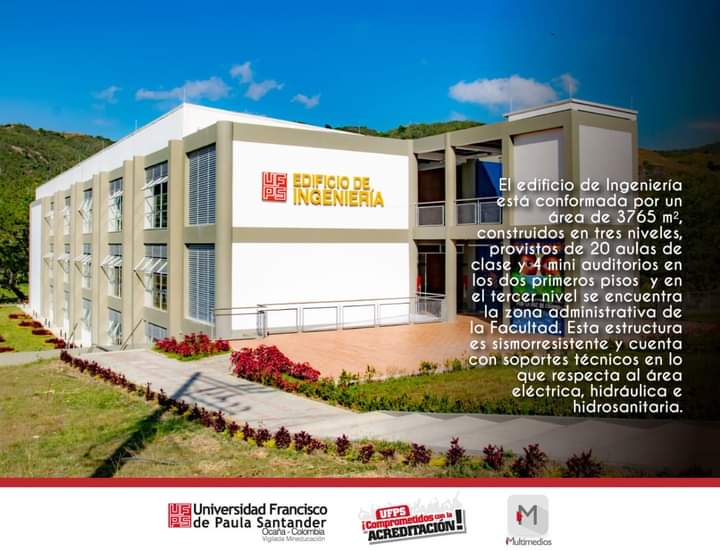 UF
PS
EDIFICIO DE
INGENIERÍA
El edificio de Ingeniería
está conformada por un
área de 3765 m²,
construidos en tres niveles,
provistos de 20 aulas de
clase y 4 mini auditorios en
los dos primeros pisos y en
el tercer nivel se encuentra
la zona administrativa de
la Facultad. Esta estructura
es sismorresistente y cuenta
con soportes técnicos en lo
que respecta al área
eléctrica, hidráulica e
hidrosanitaria.
UF
PS
Universidad Francisco
de Paula Santander
Ocaña - Colombia
Vigilada Mineducación
UFPS
¡Comprometidos con la
ACREDITACIÓN!
Multimedios